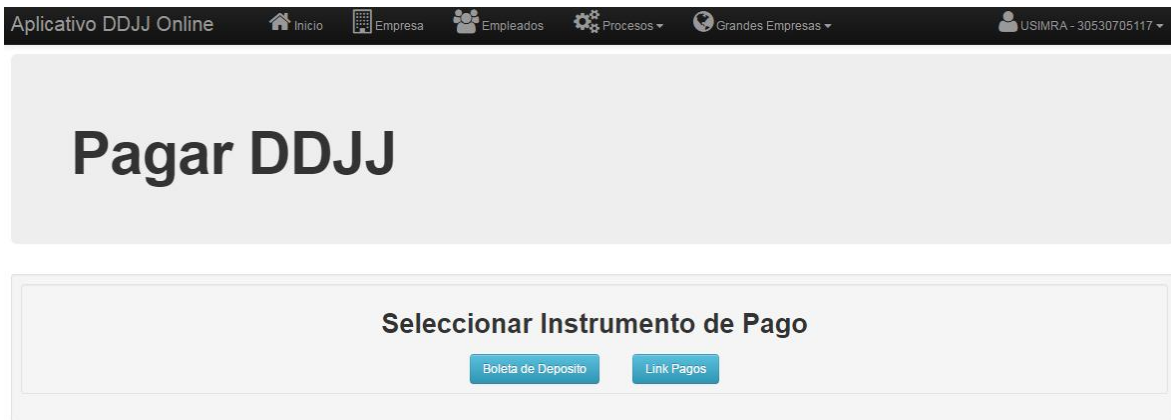 Aplicativo DDJJ Online Inicio Empresa Empleados Procesos Grandes Empresas USIMRA - 30530705117
Pagar DDJJ
Seleccionar Instrumento de Pago
Boleta de Deposito Link Pagos